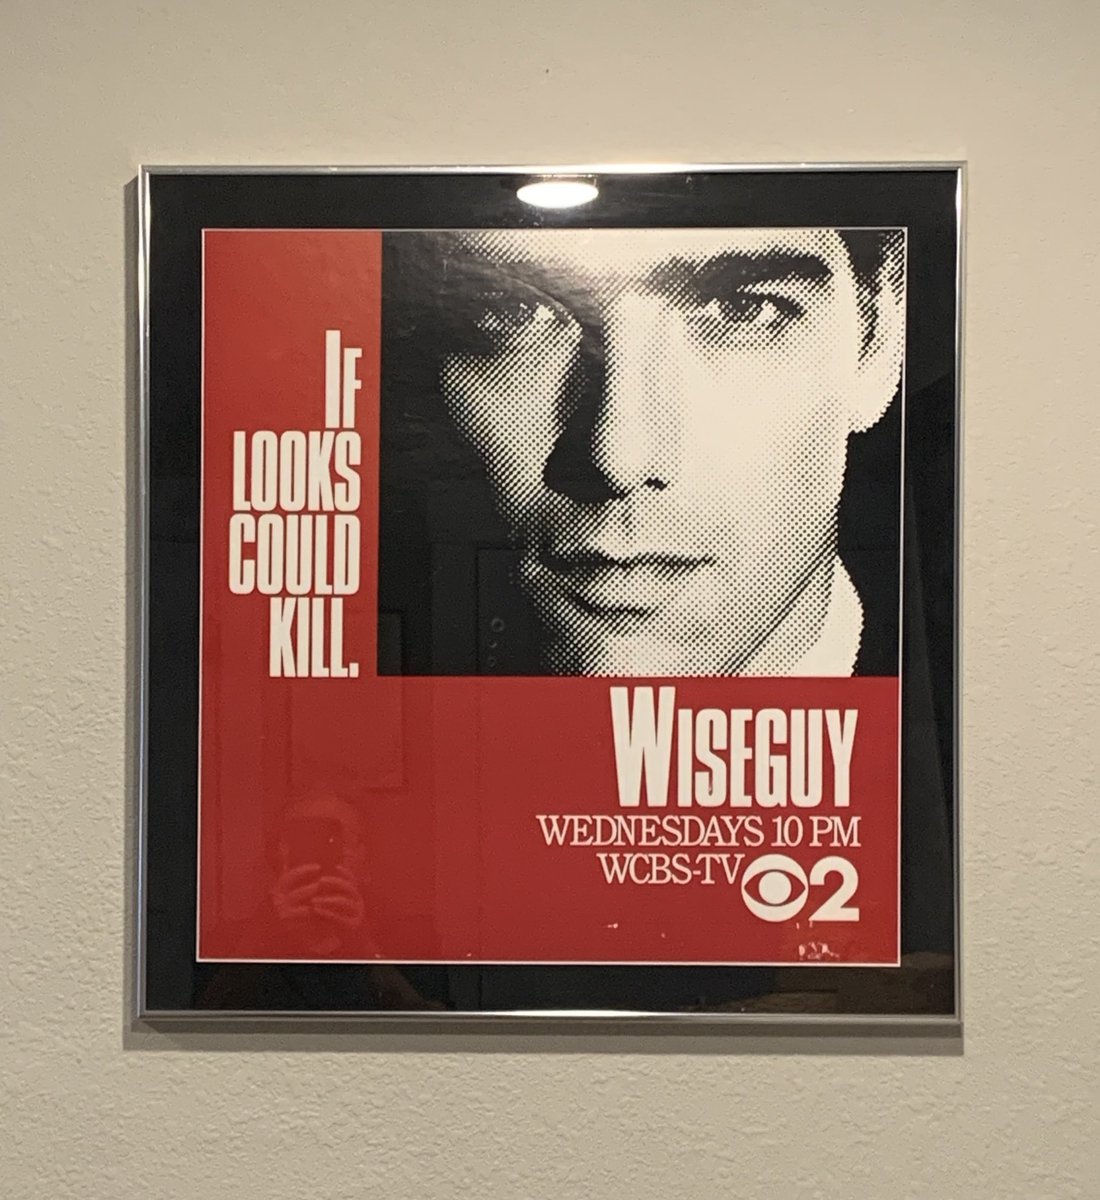 IF
LOOKS
COULD
KILL.
WISEGUY
WEDNESDAYS 10 PM
WCBS-TV 2